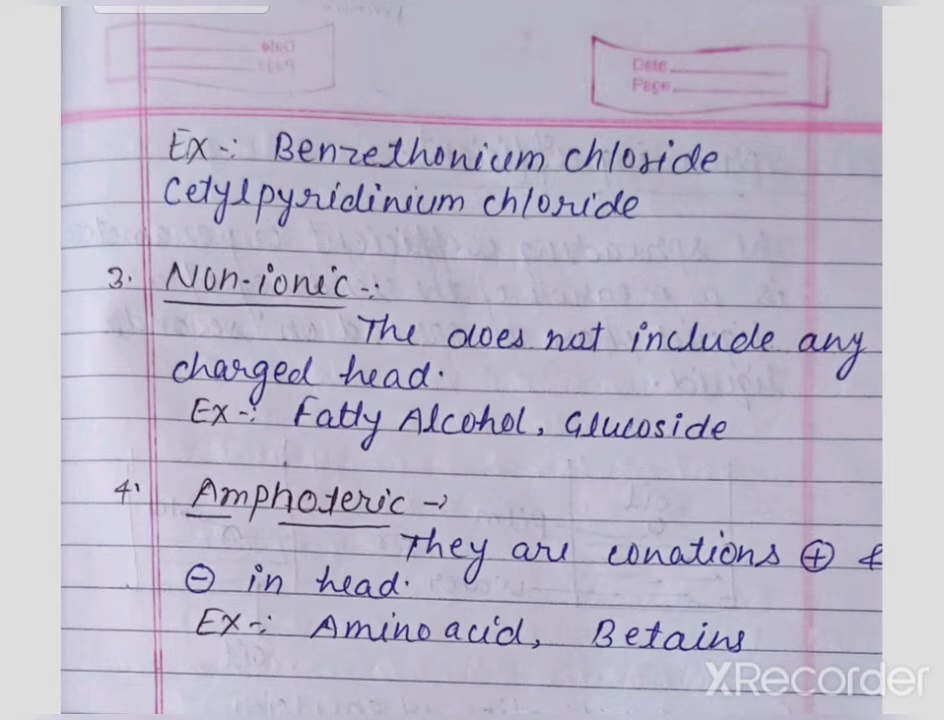 Date
Page
Ex-: Benzethonium chloride
Cetylpyridinium chloride
3. Non-ionic-:
The does not include any
charged head.
Ex-: Fatty Alcohol, Glucoside
4. Amphoteric →
They are conations ⊕ &
⊖ in head.
Ex-: Amino acid, Betains
XRecorder